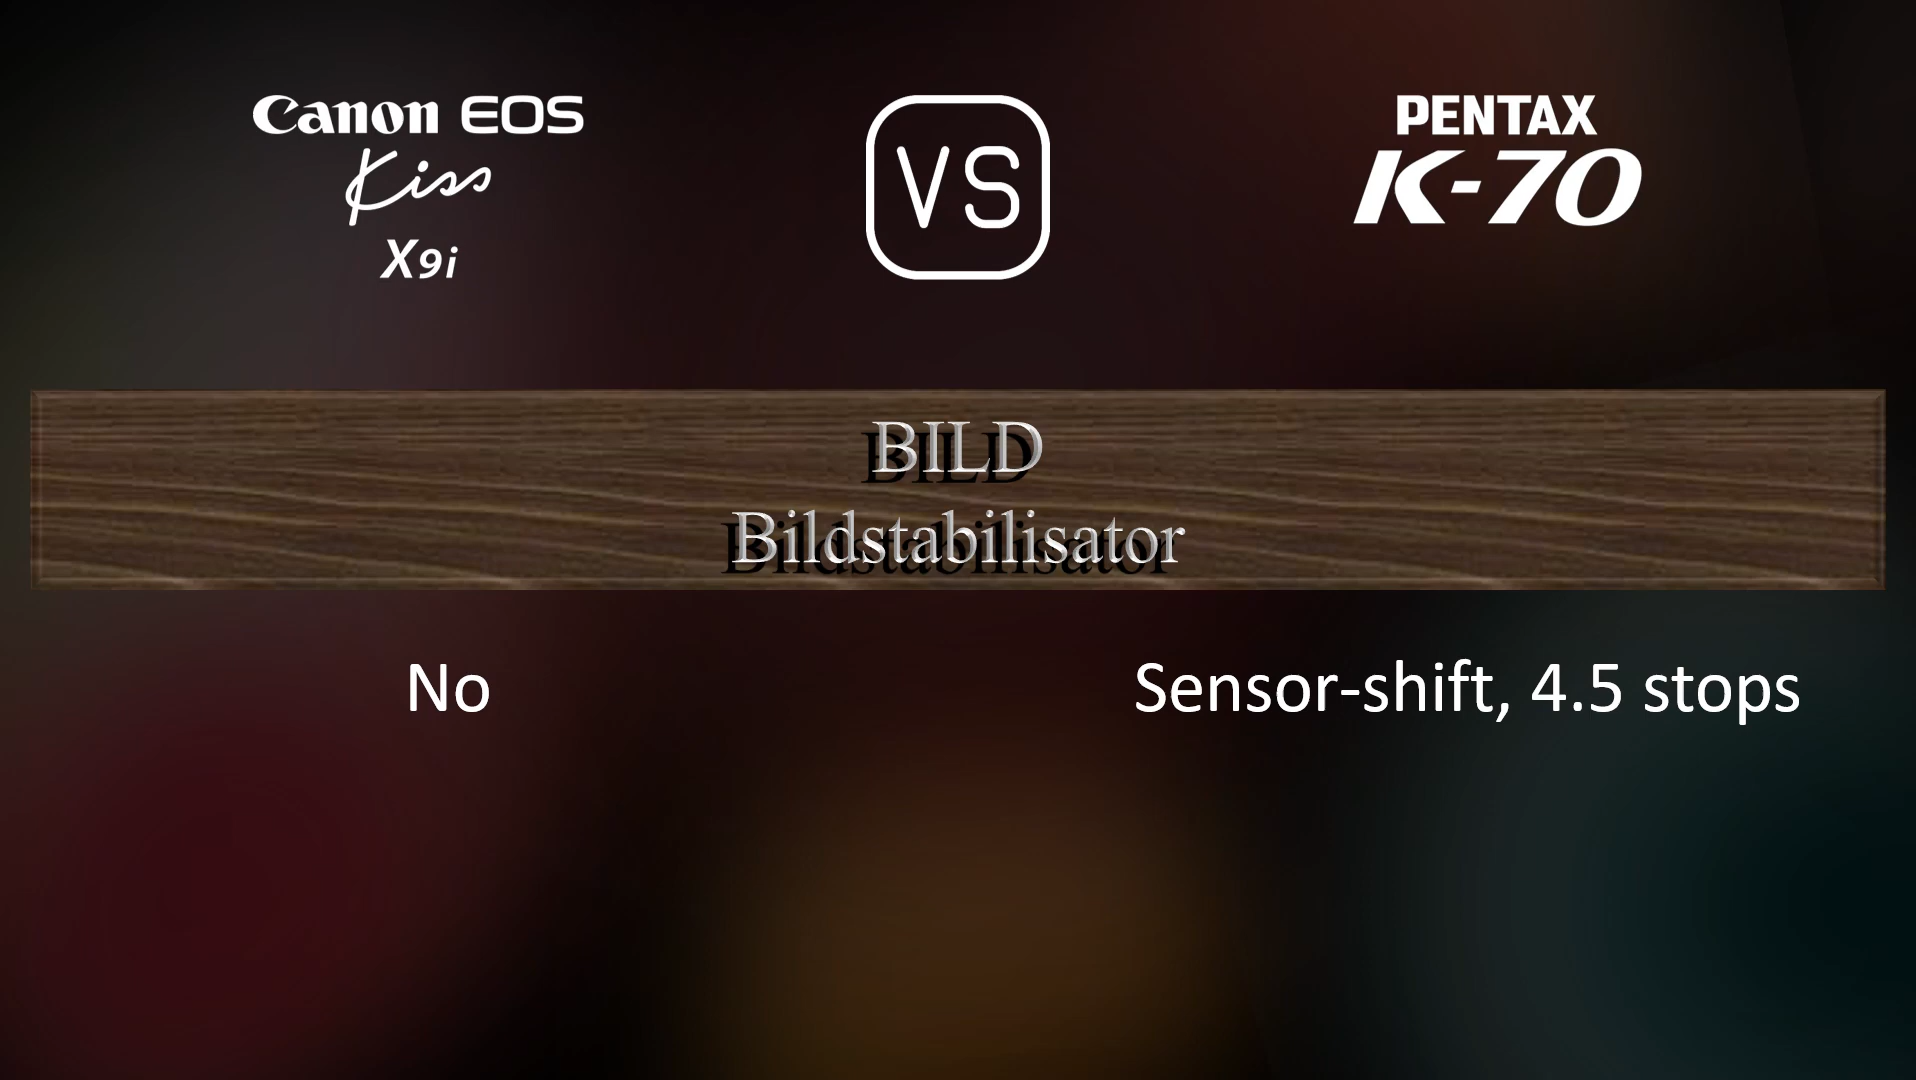 Canon EOS
Kiss
X9i
VS
PENTAX
K-70
BILD
Bildstabilisator
No
Sensor-shift, 4.5 stops